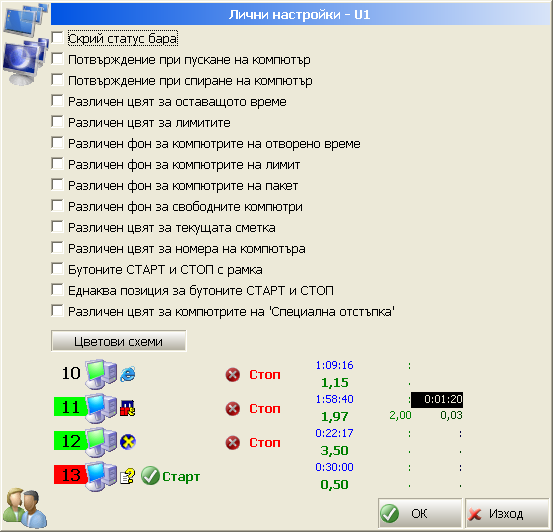 Лични настройки - U1
Скрий статус бара
Потвърждение при пускане на компютър
Потвърждение при спиране на компютър
Различен цвят за оставащото време
Различен цвят за лимитите
Различен фон за компютрите на отворено време
Различен фон за компютрите на лимит
Различен фон за компютрите на пакет
Различен фон за свободните компютри
Различен цвят за текущата сметка
Различен цвят за номера на компютъра
Бутоните СТАРТ и СТОП с рамка
Еднаква позиция за бутоните СТАРТ и СТОП
Различен цвят за компютрите на 'Специална отстъпка'
Цветови схеми
10 Стоп 1:09:16 :
1,15 .
11 Стоп 1:58:40 : 0:01:20
1,97 2,00 0,03
12 Стоп 0:22:17 : :
3,50 . .
13 Старт 0:30:00 : :
0,50 . .
ОК Изход